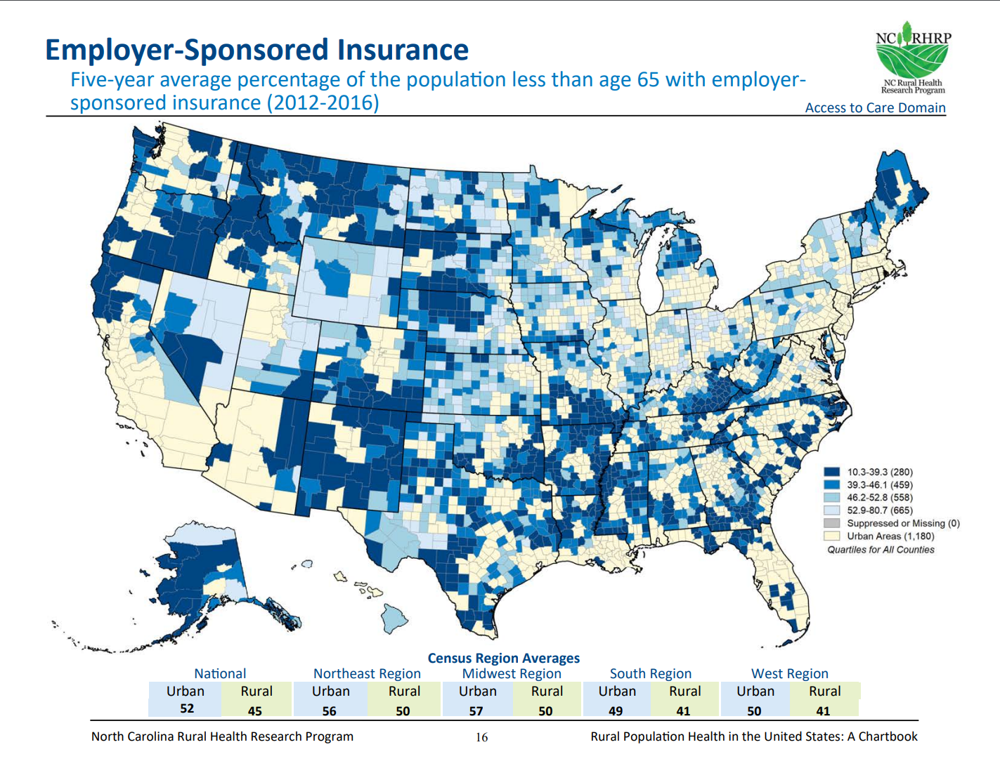 Employer-Sponsored Insurance
Five-year average percentage of the population less than age 65 with employer-
sponsored insurance (2012-2016)
NC RHRP
NC Rural Health
Research Program
Access to Care Domain
10.3-39.3 (280)
39.3-46.1 (459)
46.2-52.8 (558)
52.9-80.7 (665)
Suppressed or Missing (0)
Urban Areas (1,180)
Quartiles for All Counties
Census Region Averages
National Northeast Region Midwest Region South Region West Region
Urban Rural Urban Rural Urban Rural Urban Rural Urban Rural
52 45 56 50 57 50 49 41 50 41
North Carolina Rural Health Research Program 16 Rural Population Health in the United States: A Chartbook